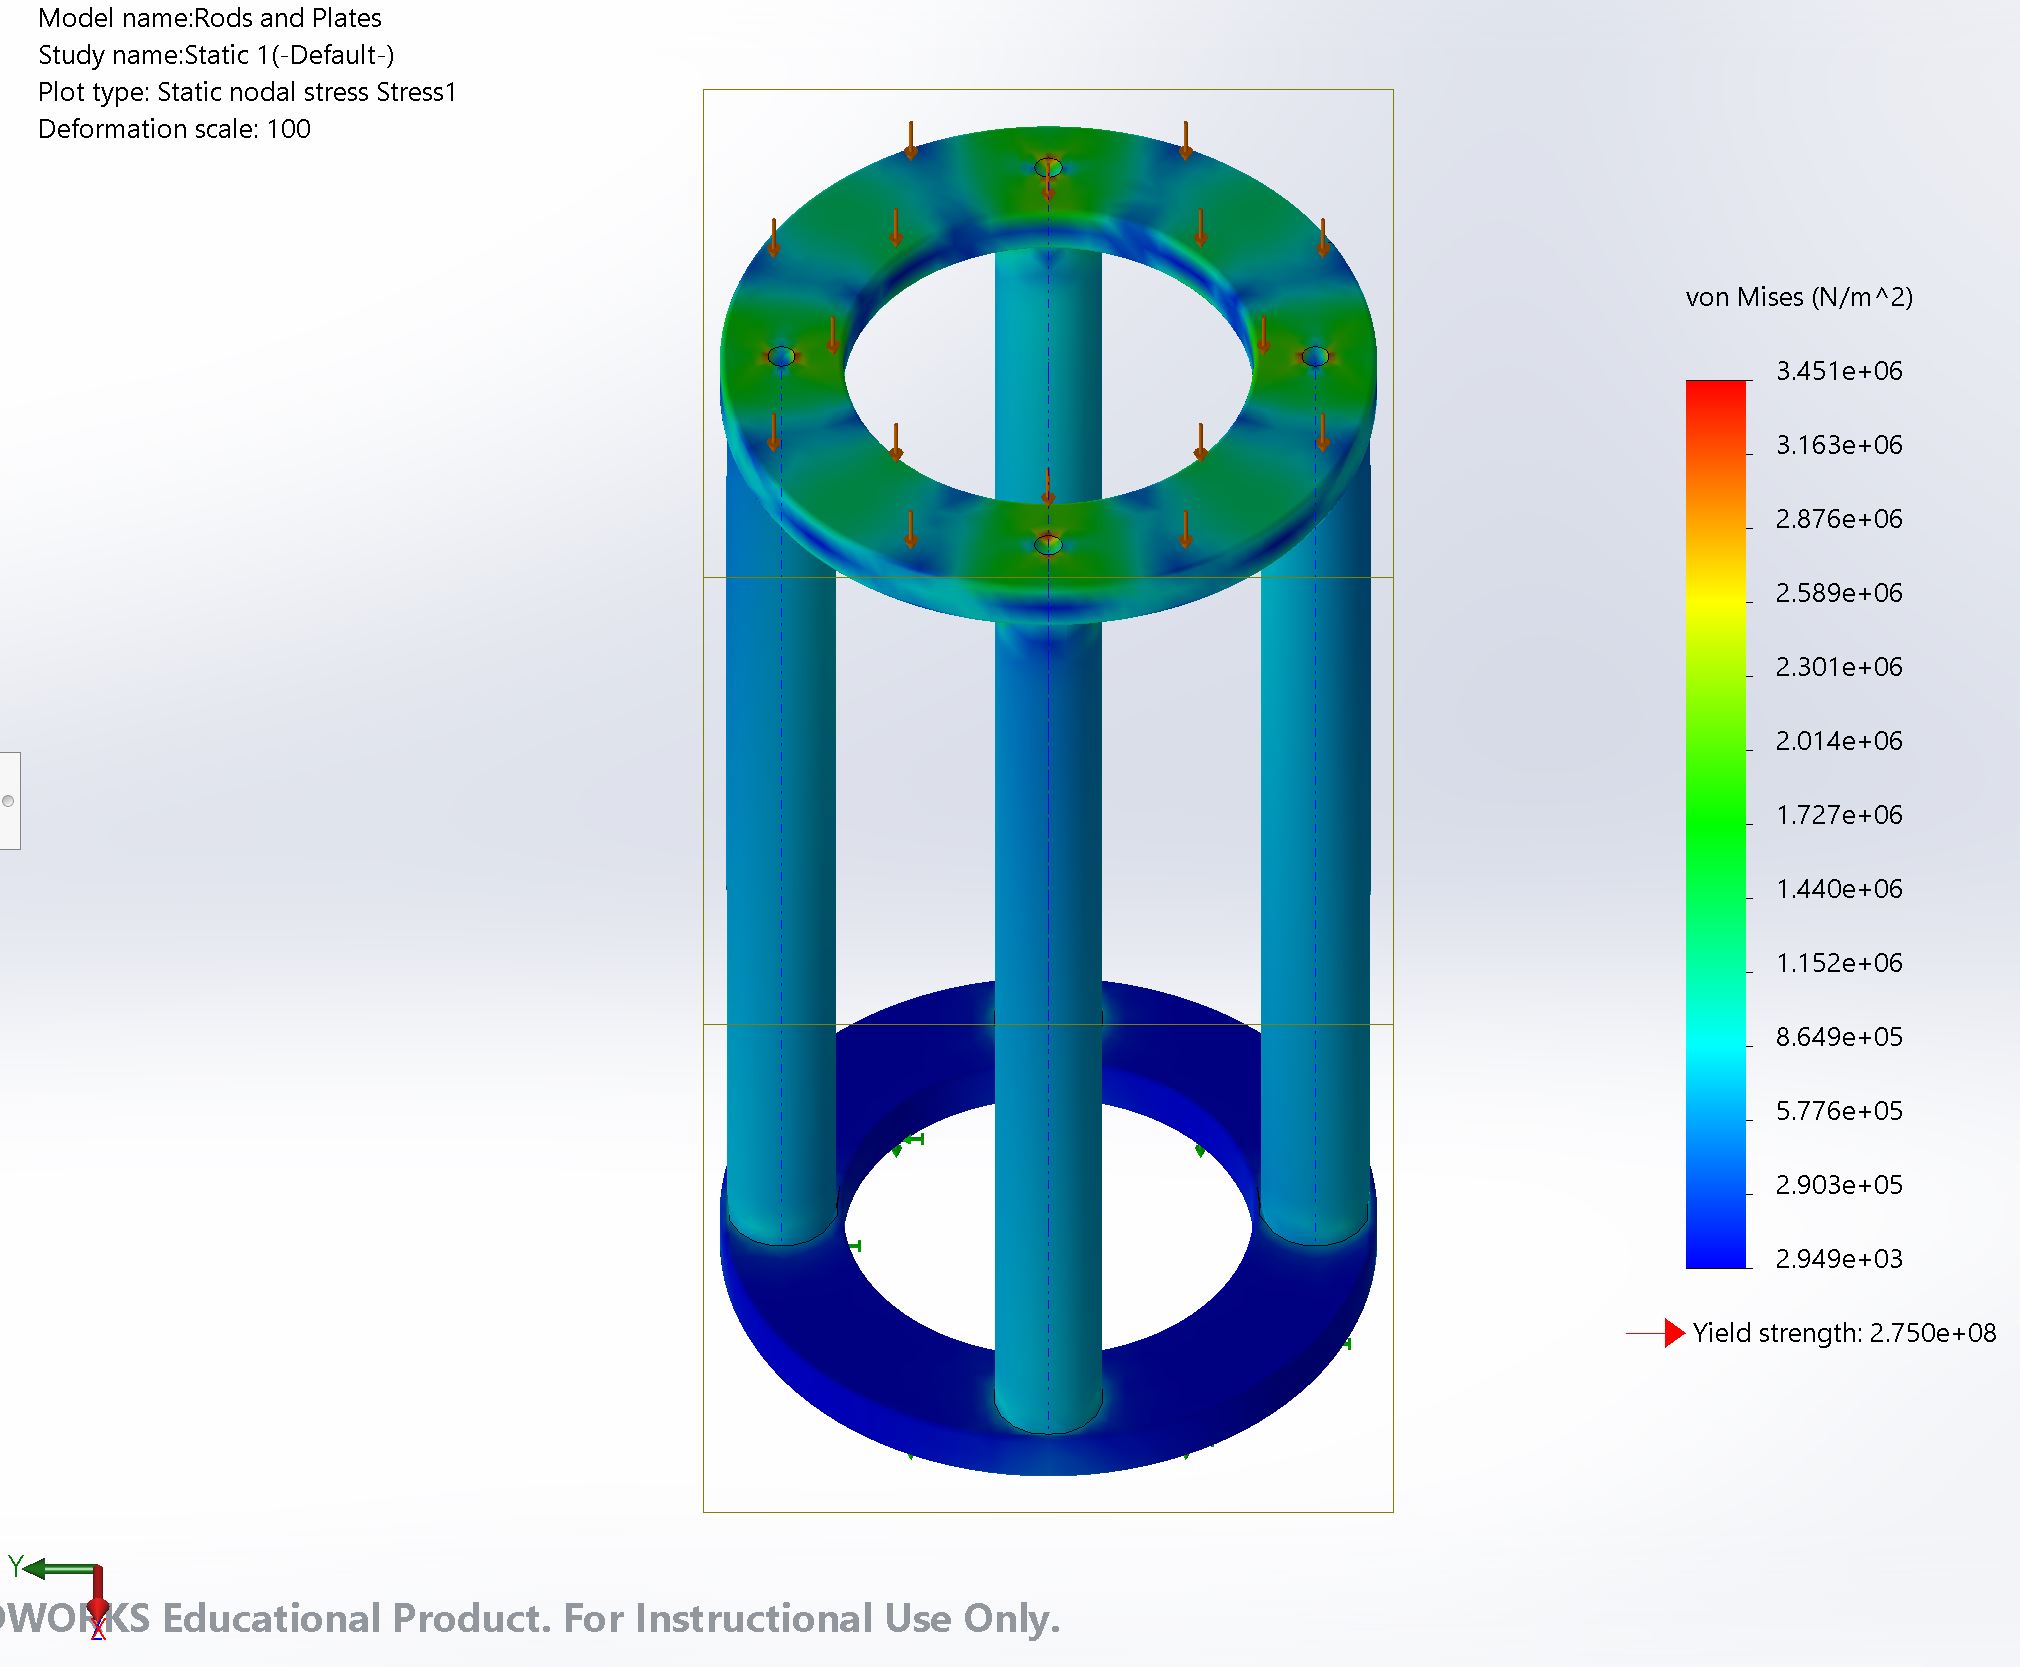 Model name:Rods and Plates
Study name:Static 1(-Default-)
Plot type: Static nodal stress Stress1
Deformation scale: 100
von Mises (N/m^2)
3.451e+06
3.163e+06
2.876e+06
2.589e+06
2.301e+06
2.014e+06
1.727e+06
1.440e+06
1.152e+06
8.649e+05
5.776e+05
2.903e+05
2.949e+03
Yield strength: 2.750e+08
Y
OWORKS Educational Product. For Instructional Use Only.